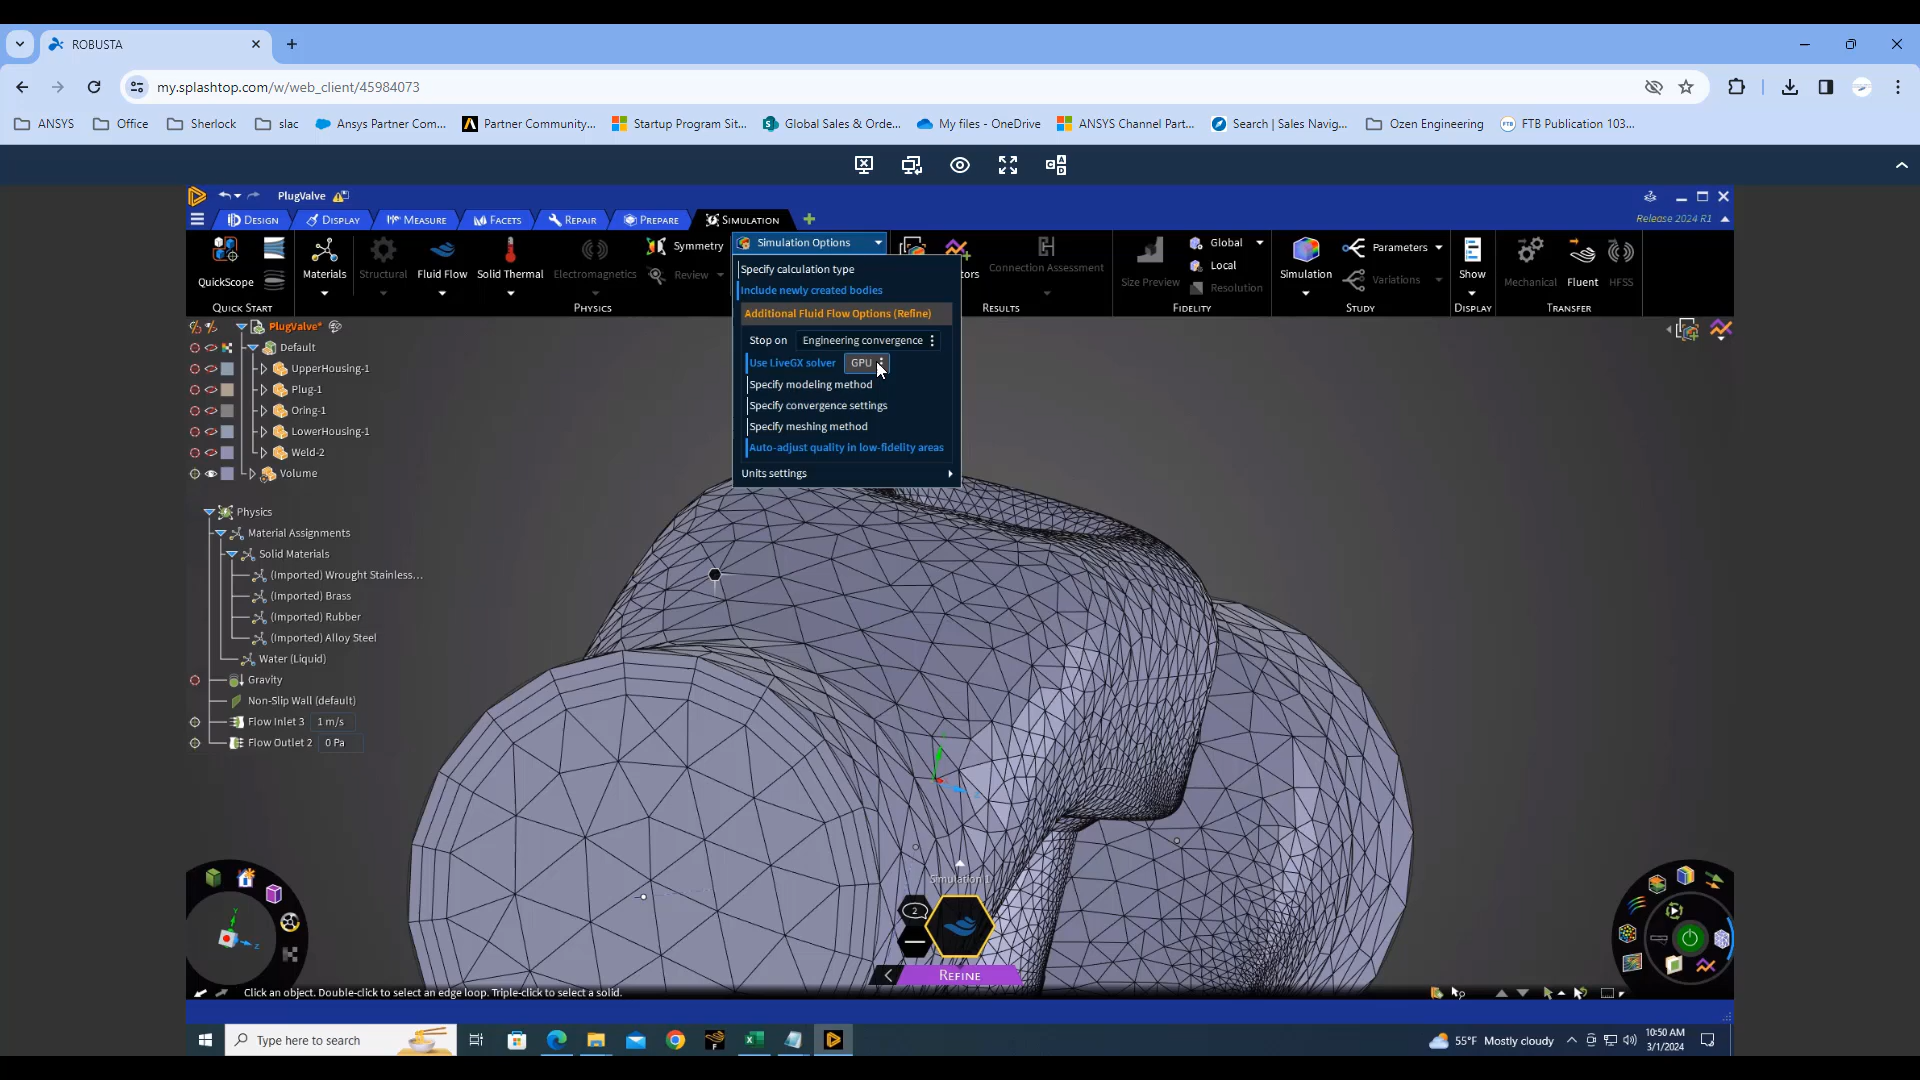 ROBUSTA
my.splashtop.com/w/web_client/45984073
ANSYS Office Sherlock slac Ansys Partner Com... Partner Community... Startup Program Sit... Global Sales & Orde... My files - OneDrive ANSYS Channel Part... Search | Sales Navig... Ozen Engineering FTB Publication 103...
PlugValve
DESIGN DISPLAY MEASURE FACETS REPAIR PREPARE SIMULATION Release 2024 R1
Symmetry Simulation Options Global Parameters
QuickScope Materials Structural Fluid Flow Solid Thermal Electromagnetics Review Connection Assessment Size Preview Local Resolution Simulation Variations Show Mechanical Fluent HFSS
QUICK START PHYSICS RESULTS FIDELITY STUDY DISPLAY TRANSFER
Specify calculation type
Include newly created bodies
Additional Fluid Flow Options (Refine)
Stop on Engineering convergence
Use LiveGX solver GPU
Specify modeling method
Specify convergence settings
Specify meshing method
Auto-adjust quality in low-fidelity areas
Units settings
PlugValve*
Default
UpperHousing-1
Plug-1
Oring-1
LowerHousing-1
Weld-2
Volume
Physics
Material Assignments
Solid Materials
(Imported) Wrought Stainless...
(Imported) Brass
(Imported) Rubber
(Imported) Alloy Steel
Water (Liquid)
Gravity
Non-Slip Wall (default)
Flow Inlet 3 1 m/s
Flow Outlet 2 0 Pa
Simulation 1
2
REFINE
Click an object. Double-click to select an edge loop. Triple-click to select a solid.
Type here to search
55°F Mostly cloudy
10:50 AM
3/1/2024